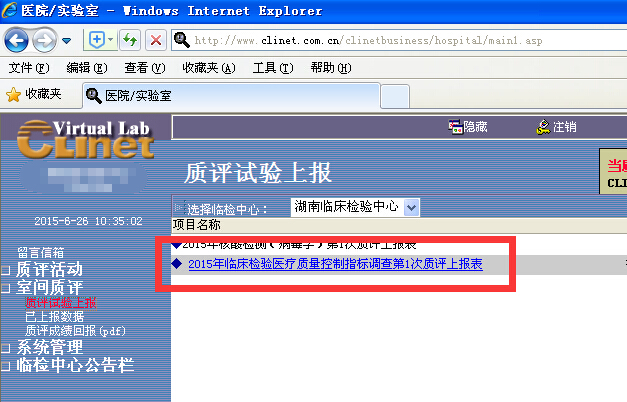 医院/实验室 - Windows Internet Explorer
http://www.clinet.com.cn/clinetbusiness/hospital/main1.asp
文件(F) 编辑(E) 查看(V) 收藏夹(A) 工具(T) 帮助(H)
收藏夹 医院/实验室
Virtual Lab
CLinet
隐藏 注销
质评试验上报
CLI
2015-6-26 10:35:02
选择临检中心：
湖南临床检验中心
项目名称
2015年核酸检测（病毒学）第1次质评上报表
2015年临床检验医疗质量控制指标调查第1次质评上报表
留言信箱
质评活动
室间质评
质评试验上报
已上报数据
质评成绩回报(pdf)
系统管理
临检中心公告栏